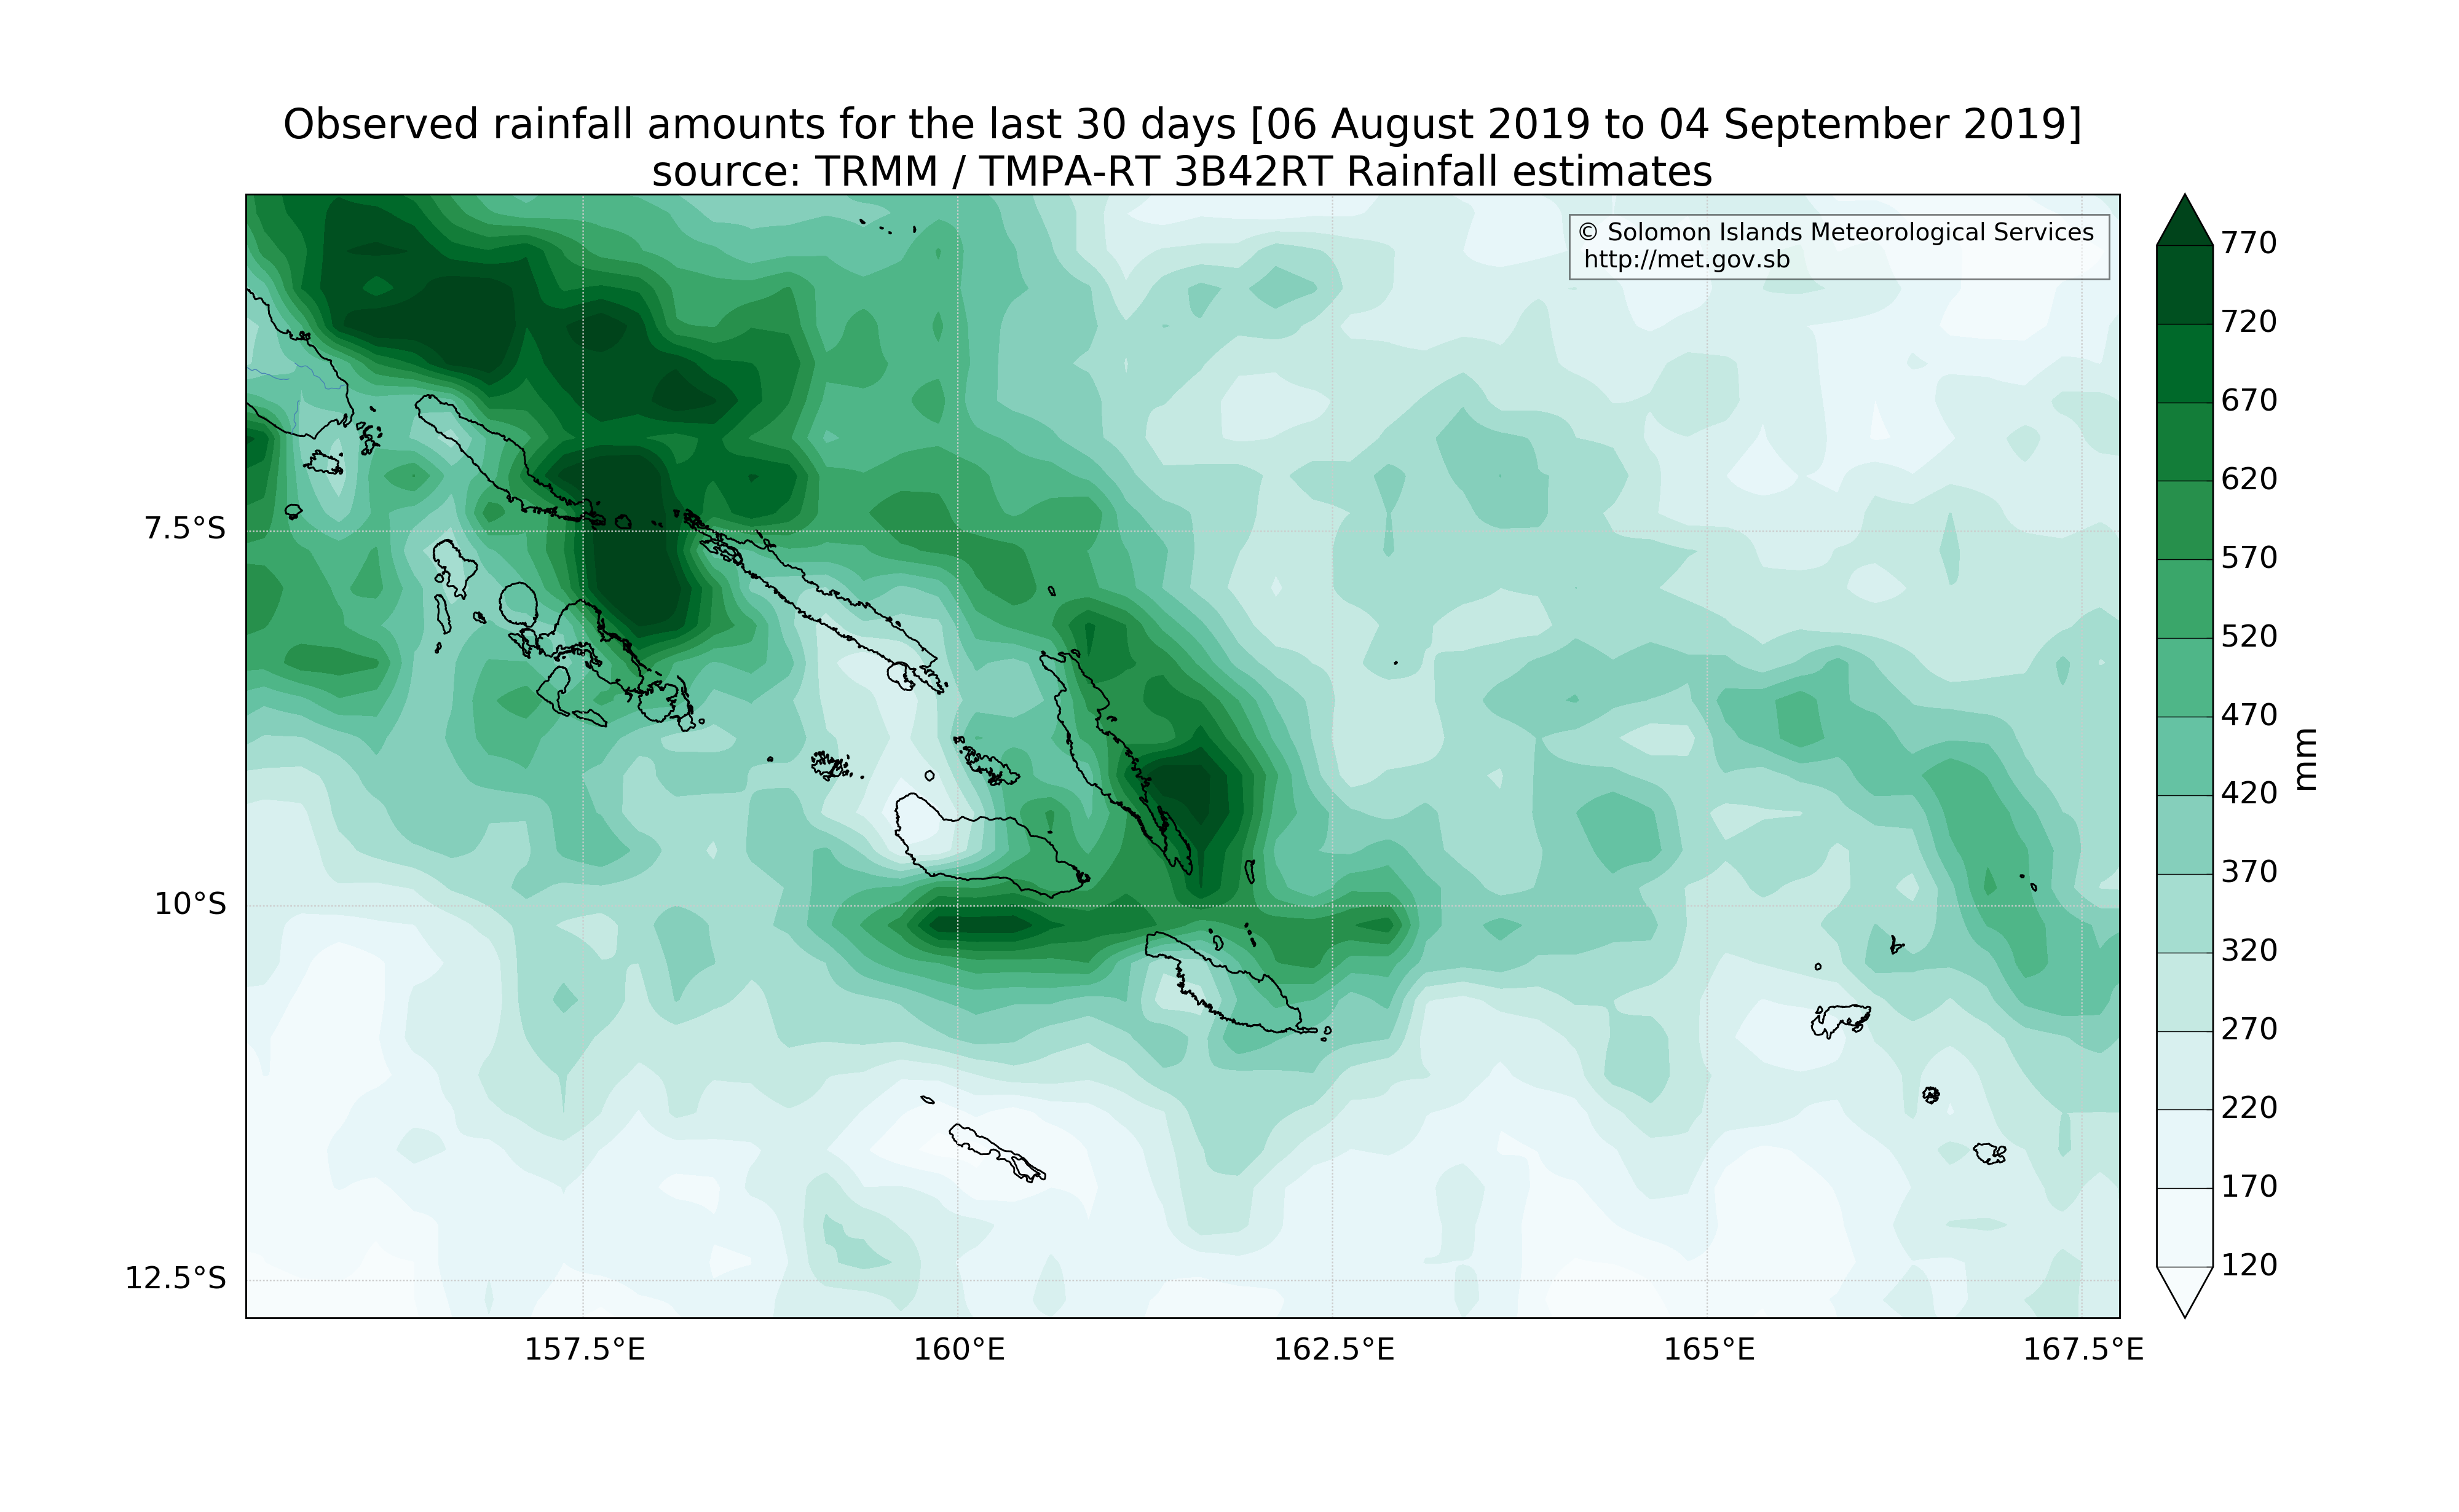 Observed rainfall amounts for the last 30 days [06 August 2019 to 04 September 2019]
source: TRMM / TMPA-RT 3B42RT Rainfall estimates
© Solomon Islands Meteorological Services
http://met.gov.sb
7.5°S
10°S
12.5°S
157.5°E
160°E
162.5°E
165°E
167.5°E
770
720
670
620
570
520
470
420
370
320
270
220
170
120
mm